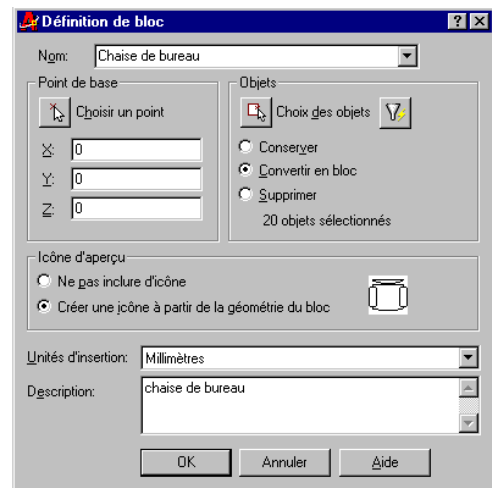 Définition de bloc
Nom: Chaise de bureau
Point de base
Choisir un point
X: 0
Y: 0
Z: 0
Objets
Choix des objets
Conserver
Convertir en bloc
Supprimer
20 objets sélectionnés
Icône d'aperçu
Ne pas inclure d'icône
Créer une icône à partir de la géométrie du bloc
Unités d'insertion: Millimètres
Description: chaise de bureau
OK Annuler Aide